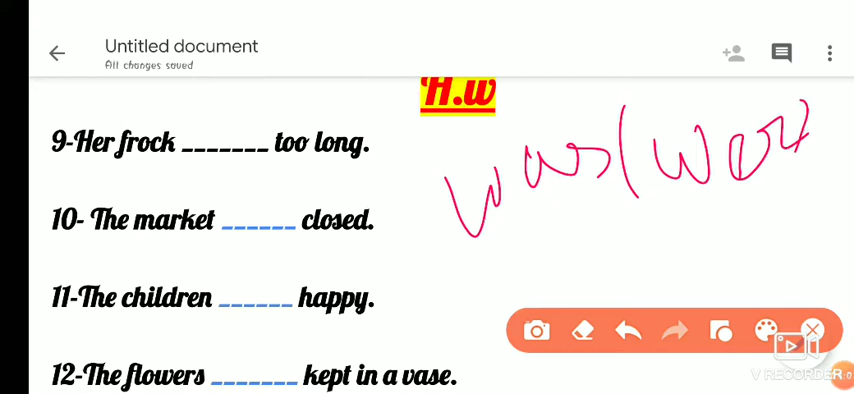 Untitled document
All changes saved
H.w
9-Her frock _______ too long.
was/wer
10- The market ______ closed.
11-The children ______ happy.
12-The flowers _______ kept in a vase.
V RECORDER